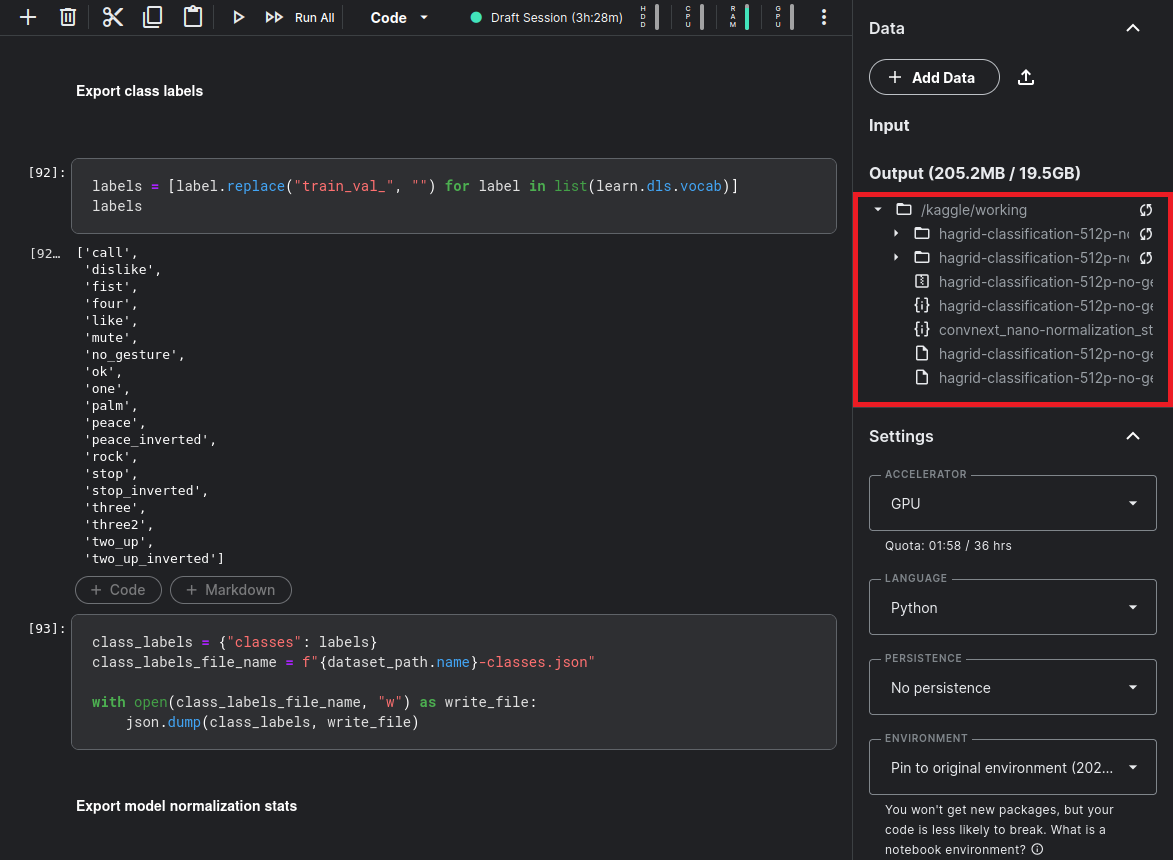 Run All
Code
Draft Session (3h:28m)
HDD
CPU
RAM
GPU
Export class labels
[92]:
labels = [label.replace("train_val_", "") for label in list(learn.dls.vocab)]
labels
[92…
['call',
'dislike',
'fist',
'four',
'like',
'mute',
'no_gesture',
'ok',
'one',
'palm',
'peace',
'peace_inverted',
'rock',
'stop',
'stop_inverted',
'three',
'three2',
'two_up',
'two_up_inverted']
+ Code
+ Markdown
[93]:
class_labels = {"classes": labels}
class_labels_file_name = f"{dataset_path.name}-classes.json"
with open(class_labels_file_name, "w") as write_file:
json.dump(class_labels, write_file)
Export model normalization stats
Data
+ Add Data
Input
Output (205.2MB / 19.5GB)
/kaggle/working
hagrid-classification-512p-no
hagrid-classification-512p-no
hagrid-classification-512p-no-ge
hagrid-classification-512p-no-ge
convnext_nano-normalization_st
hagrid-classification-512p-no-ge
hagrid-classification-512p-no-ge
Settings
ACCELERATOR
GPU
Quota: 01:58 / 36 hrs
LANGUAGE
Python
PERSISTENCE
No persistence
ENVIRONMENT
Pin to original environment (202...
You won't get new packages, but your
code is less likely to break. What is a
notebook environment?